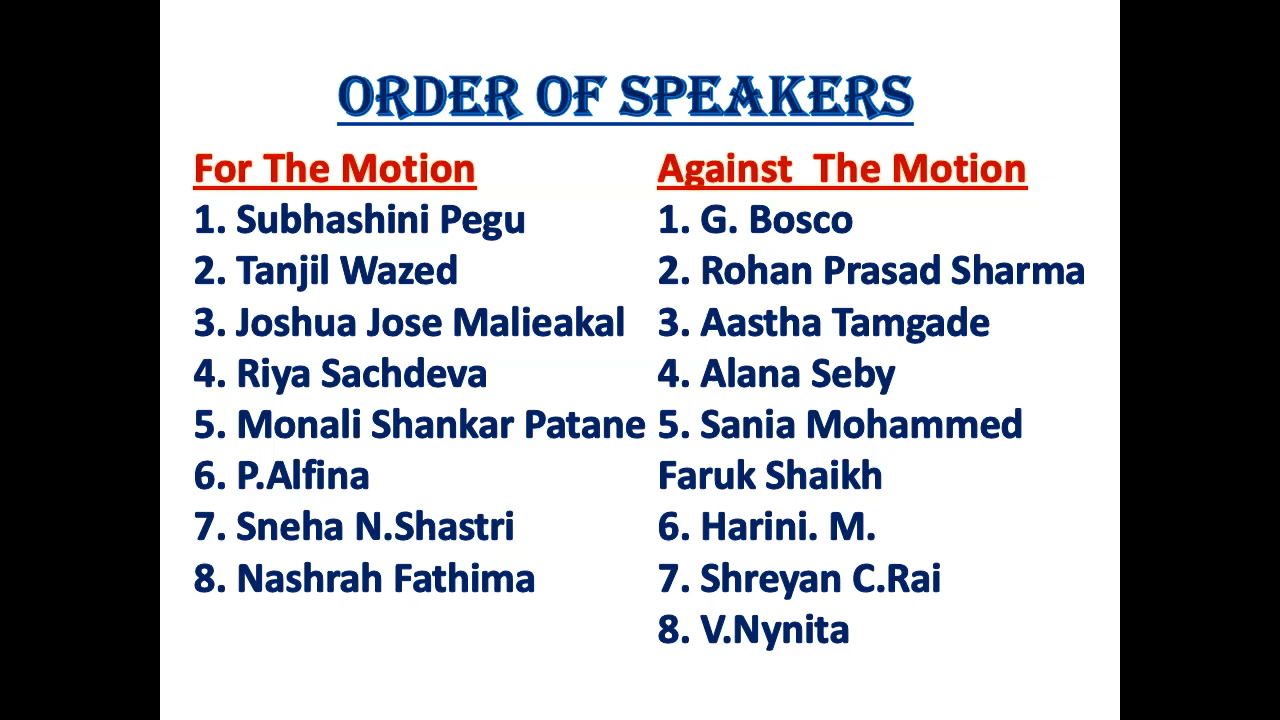 ORDER OF SPEAKERS
For The Motion
1. Subhashini Pegu
2. Tanjil Wazed
3. Joshua Jose Malieakal
4. Riya Sachdeva
5. Monali Shankar Patane
6. P.Alfina
7. Sneha N.Shastri
8. Nashrah Fathima
Against The Motion
1. G. Bosco
2. Rohan Prasad Sharma
3. Aastha Tamgade
4. Alana Seby
5. Sania Mohammed
Faruk Shaikh
6. Harini. M.
7. Shreyan C.Rai
8. V.Nynita